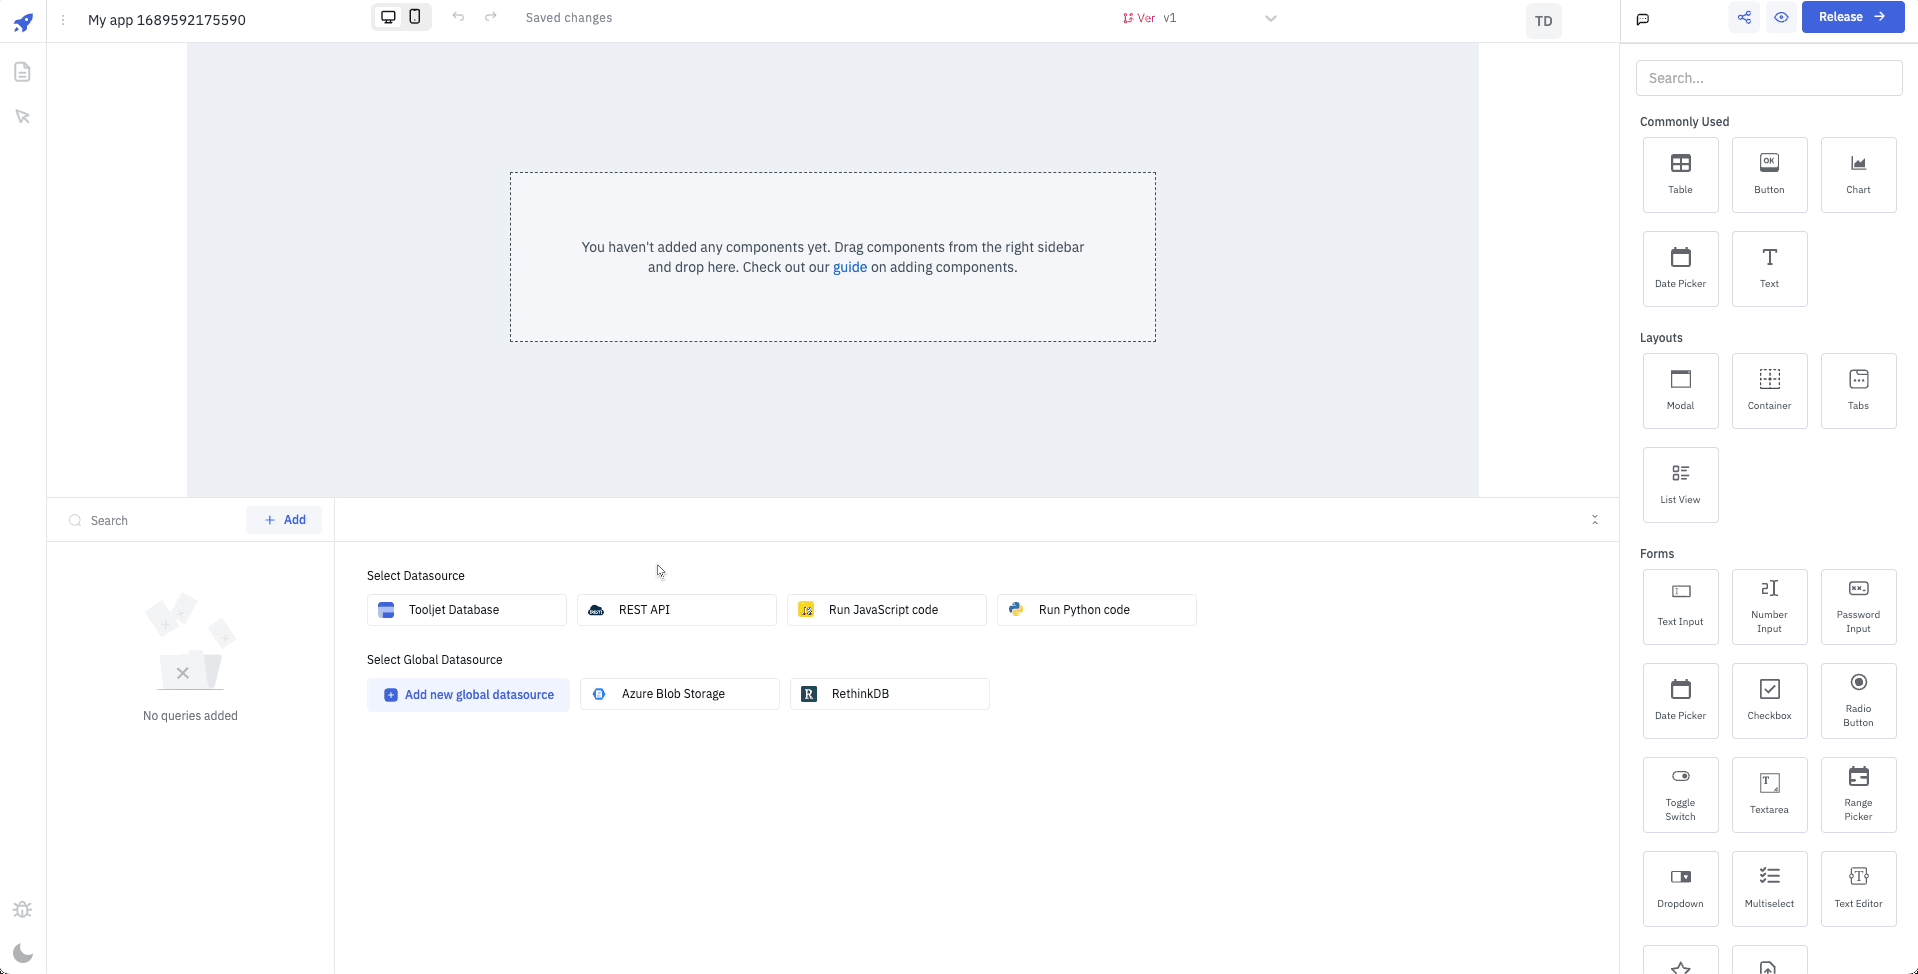 My app 1689592175590
Saved changes
Ver v1
TD
Release
Search...
Commonly Used
Table
OK
Button
Chart
Date Picker
Text
You haven't added any components yet. Drag components from the right sidebar
and drop here. Check out our guide on adding components.
Layouts
Modal
Container
Tabs
List View
Search
Add
No queries added
Select Datasource
Tooljet Database
REST API
Run JavaScript code
Run Python code
Select Global Datasource
Add new global datasource
Azure Blob Storage
R
RethinkDB
Forms
Text Input
Number
Input
Password
Input
Date Picker
Checkbox
Radio
Button
Toggle
Switch
Textarea
Range
Picker
Dropdown
Multiselect
Text Editor